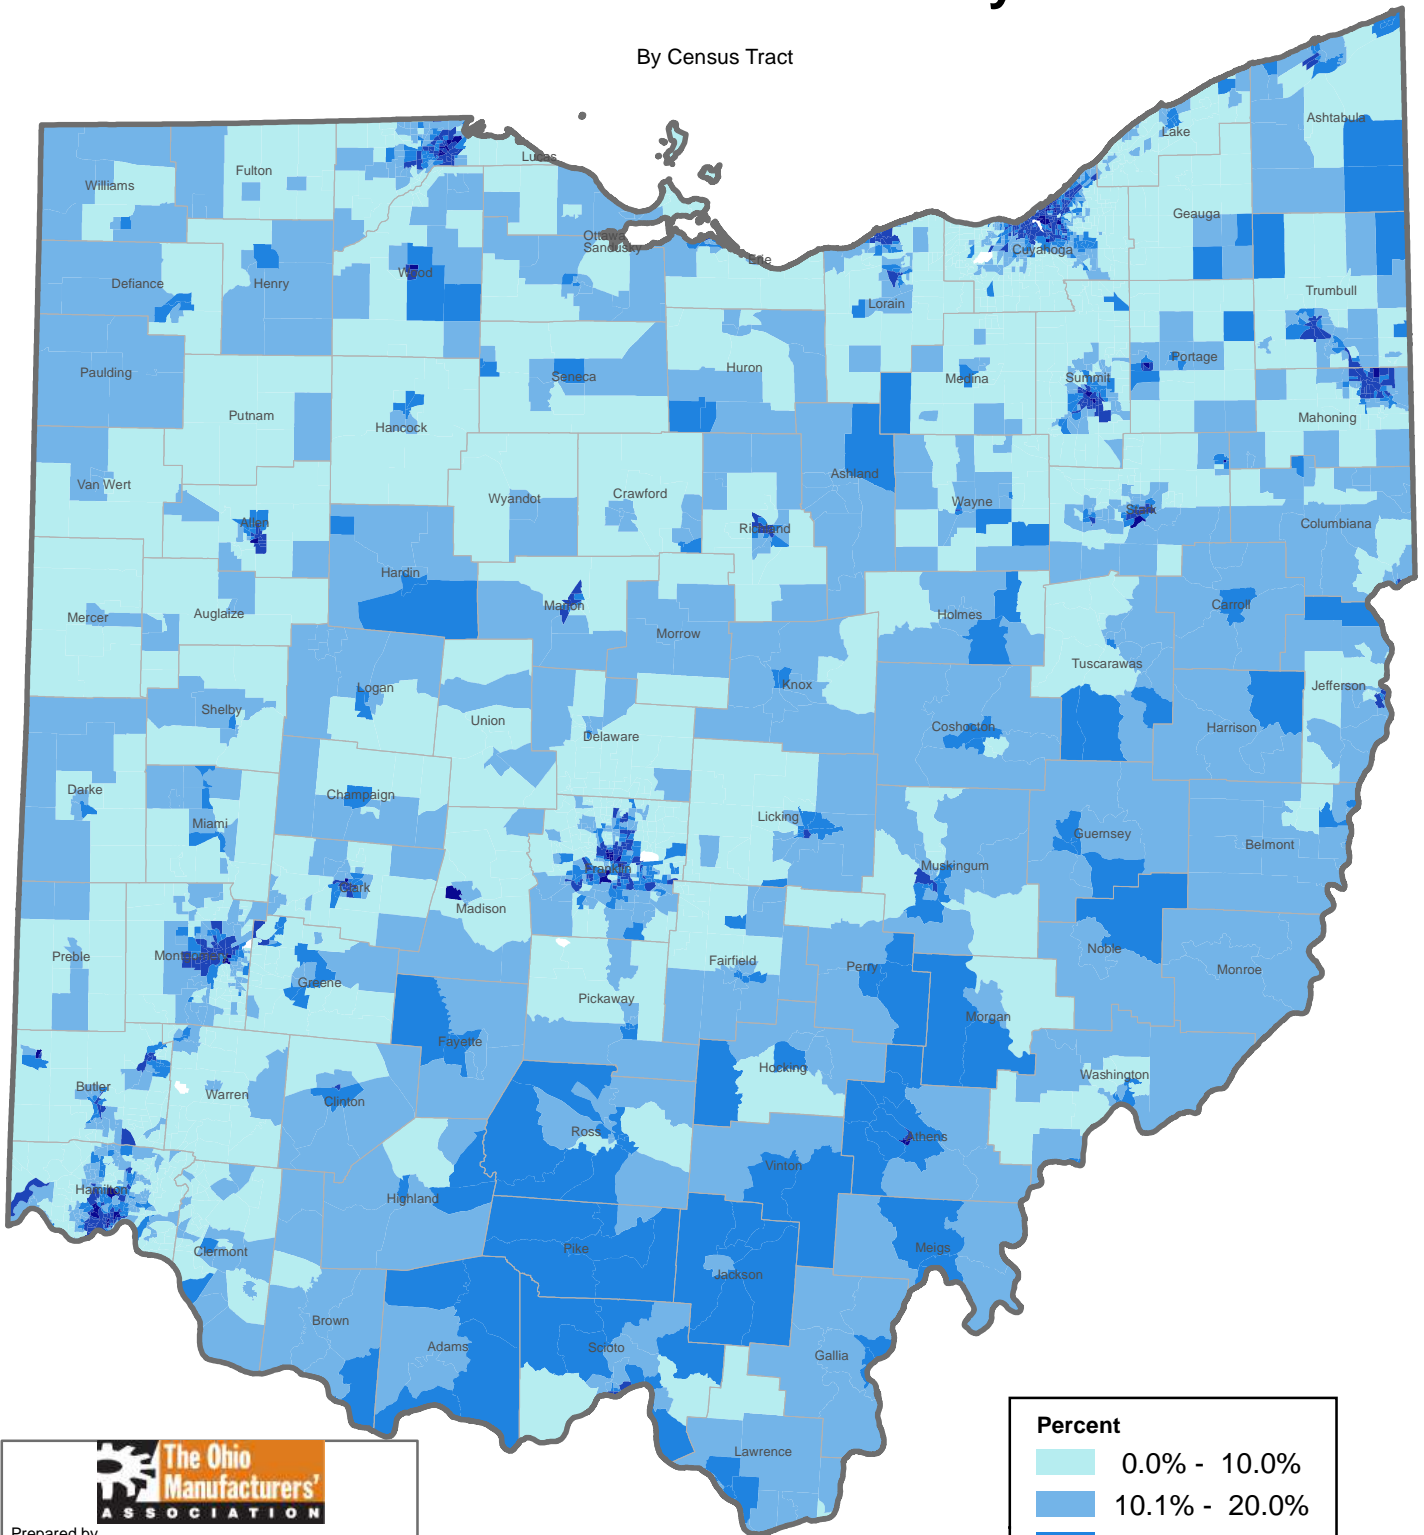 By Census Tract
Ashtabula
Lake
Lucas
Fulton
Williams
Geauga
Ottawa
Sandusky
Erie
Cuyahoga
Wood
Defiance
Henry
Trumbull
Lorain
Portage
Paulding
Seneca
Huron
Medina
Summit
Putnam
Hancock
Mahoning
Ashland
Van Wert
Wyandot
Crawford
Wayne
Allen
Richland
Stark
Columbiana
Hardin
Mercer
Auglaize
Marion
Morrow
Holmes
Carroll
Tuscarawas
Jefferson
Logan
Knox
Shelby
Union
Delaware
Coshocton
Harrison
Darke
Champaign
Miami
Licking
Guernsey
Belmont
Muskingum
Franklin
Clark
Madison
Preble
Montgomery
Greene
Fairfield
Perry
Noble
Monroe
Pickaway
Morgan
Fayette
Hocking
Washington
Butler
Warren
Clinton
Ross
Athens
Vinton
Hamilton
Highland
Clermont
Pike
Meigs
Jackson
Brown
Adams
Scioto
Gallia
Lawrence
Percent
0.0% - 10.0%
10.1% - 20.0%
The Ohio
Manufacturers'
ASSOCIATION
Prepared by